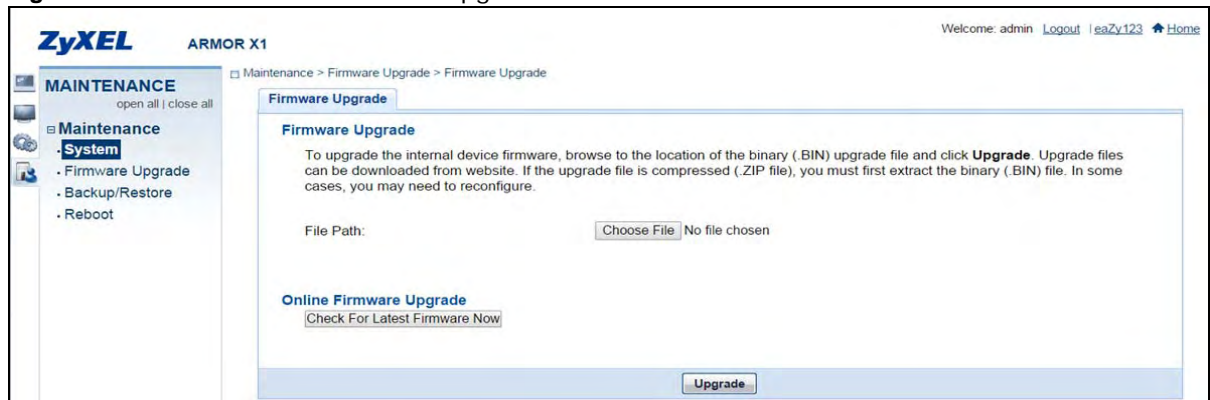 Welcome: admin Logout | eaZy123 Home
ZyXEL ARMOR X1
Maintenance > Firmware Upgrade > Firmware Upgrade
MAINTENANCE
open all | close all
Maintenance
System
Firmware Upgrade
Backup/Restore
Reboot
Firmware Upgrade
Firmware Upgrade
To upgrade the internal device firmware, browse to the location of the binary (.BIN) upgrade file and click Upgrade. Upgrade files
can be downloaded from website. If the upgrade file is compressed (.ZIP file), you must first extract the binary (.BIN) file. In some
cases, you may need to reconfigure.
File Path: Choose File No file chosen
Online Firmware Upgrade
Check For Latest Firmware Now
Upgrade